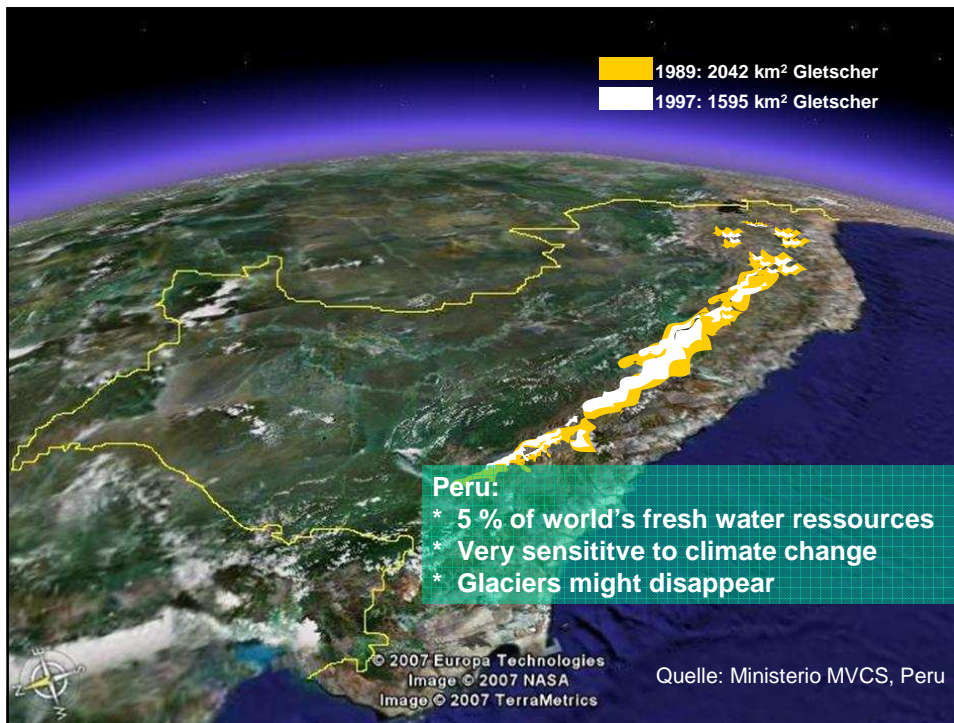 1989: 2042 km² Gletscher
1997: 1595 km² Gletscher
Peru:
* 5 % of world's fresh water ressources
* Very sensititve to climate change
* Glaciers might disappear
© 2007 Europa Technologies
Image © 2007 NASA
Image © 2007 TerraMetrics
Quelle: Ministerio MVCS, Peru
N E S W